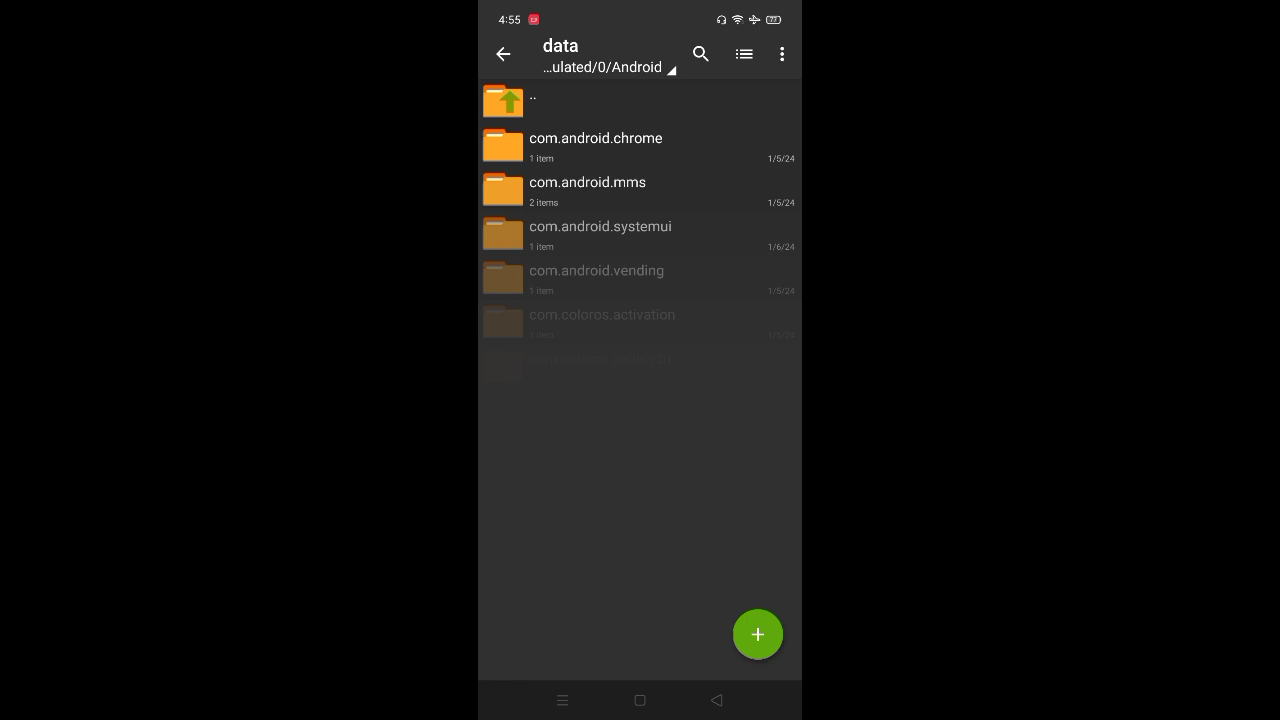 4:55
77
data
...ulated/0/Android
..
com.android.chrome
1 item
1/5/24
com.android.mms
2 items
1/5/24
com.android.systemui
1 item
1/6/24
com.android.vending
1 item
1/5/24
com.coloros.activation